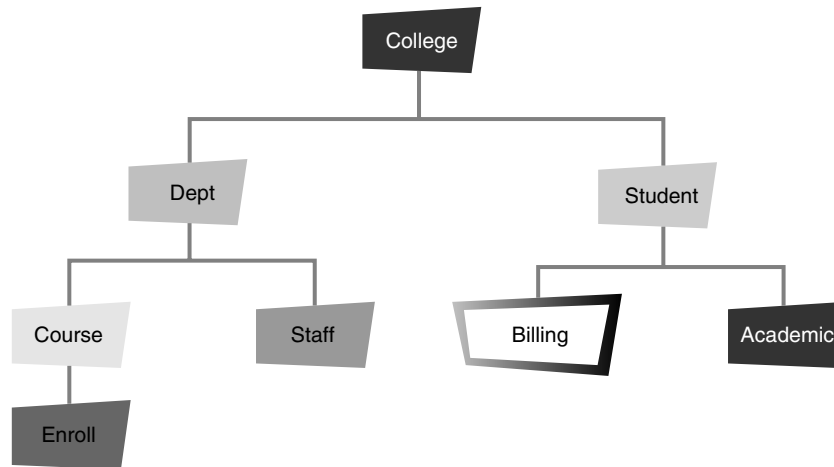 College
Dept
Student
Course
Staff
Billing
Academic
Enroll